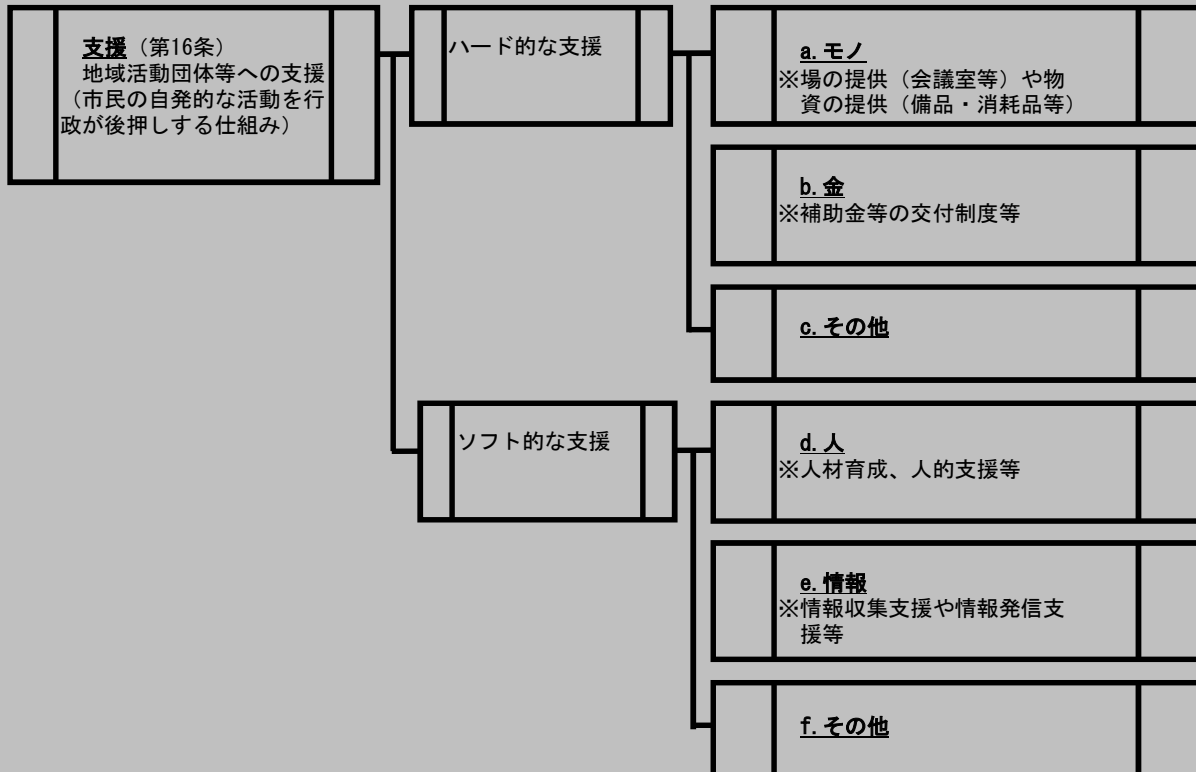 支援（第16条）
地域活動団体等への支援
（市民の自発的な活動を行
政が後押しする仕組み）
ハード的な支援
a.モノ
※場の提供（会議室等）や物
資の提供（備品・消耗品等）
b.金
※補助金等の交付制度等
c.その他
ソフト的な支援
d.人
※人材育成、人的支援等
e.情報
※情報収集支援や情報発信支
援等
f.その他